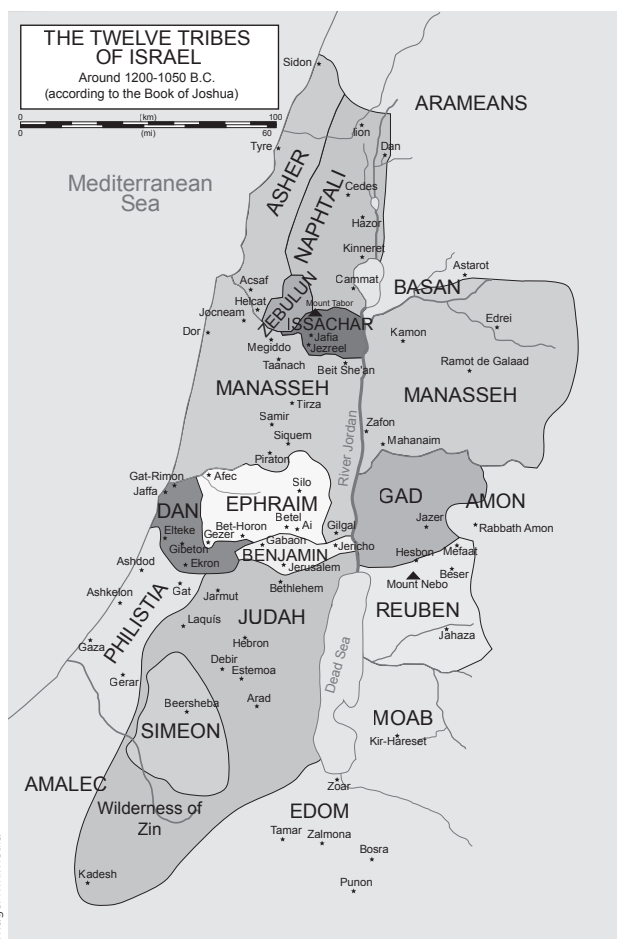 THE TWELVE TRIBES
OF ISRAEL
Around 1200-1050 B.C.
(according to the Book of Joshua)
0 (km) 100
0 (mi) 60
Sidon
ARAMEANS
Tyre
Iion
Dan
Mediterranean
Sea
ASHER
NAPHTALI
Cedes
Hazor
Kinneret
Cammat
Astarot
BASAN
Acsaf
Helcat
ZEBULUN
Mount Tabor
Jocneam
ISSACHAR
Edrei
Dor
Jafia
Kamon
Megiddo
Jezreel
Taanach
Beit She'an
Ramot de Galaad
MANASSEH
MANASSEH
Tirza
Samir
Zafon
Siquem
Mahanaim
Piraton
River Jordan
Gat-Rimon
Afec
Jaffa
Silo
GAD
DAN
EPHRAIM
AMON
Betel
Elteke
Bet-Horon
Ai
Gilgal
Jazer
Rabbath Amon
Gezer
Gabaon
Jericho
Gibeton
BENJAMIN
Hesbon
Mefaat
Ashdod
Ekron
Jerusalem
Beser
Mount Nebo
Gat
Bethlehem
Ashkelon
Jarmut
REUBEN
PHILISTIA
JUDAH
Laquís
Jahaza
Gaza
Hebron
Debir
Gerar
Estemoa
Dead Sea
Beersheba
Arad
MOAB
SIMEON
Kir-Hareset
AMALEC
Zoar
Wilderness of
Zin
EDOM
Tamar
Zalmona
Bosra
Kadesh
Punon